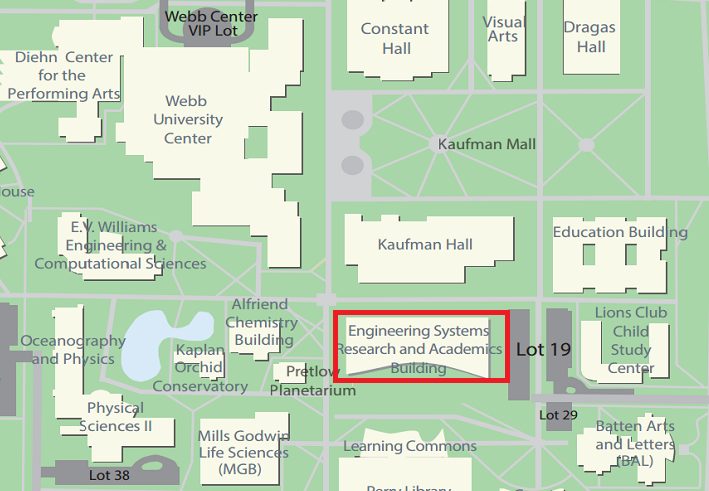 Webb Center
VIP Lot
Constant
Hall
Visual
Arts
Dragas
Hall
Diehn Center
for the
Performing Arts
Webb
University
Center
Kaufman Mall
ouse
E.V. Williams
Engineering &
Computational Sciences
Kaufman Hall
Education Building
Alfriend
Chemistry
Building
Oceanography
and Physics
Kaplan
Orchid
Conservatory
Pretlow
Planetarium
Engineering Systems
Research and Academics
Building
Lot 19
Lions Club
Child
Study
Center
Physical
Sciences II
Mills Godwin
Life Sciences
(MGB)
Lot 38
Learning Commons
Perry Library
Lot 29
Batten Arts
and Letters
(BAL)